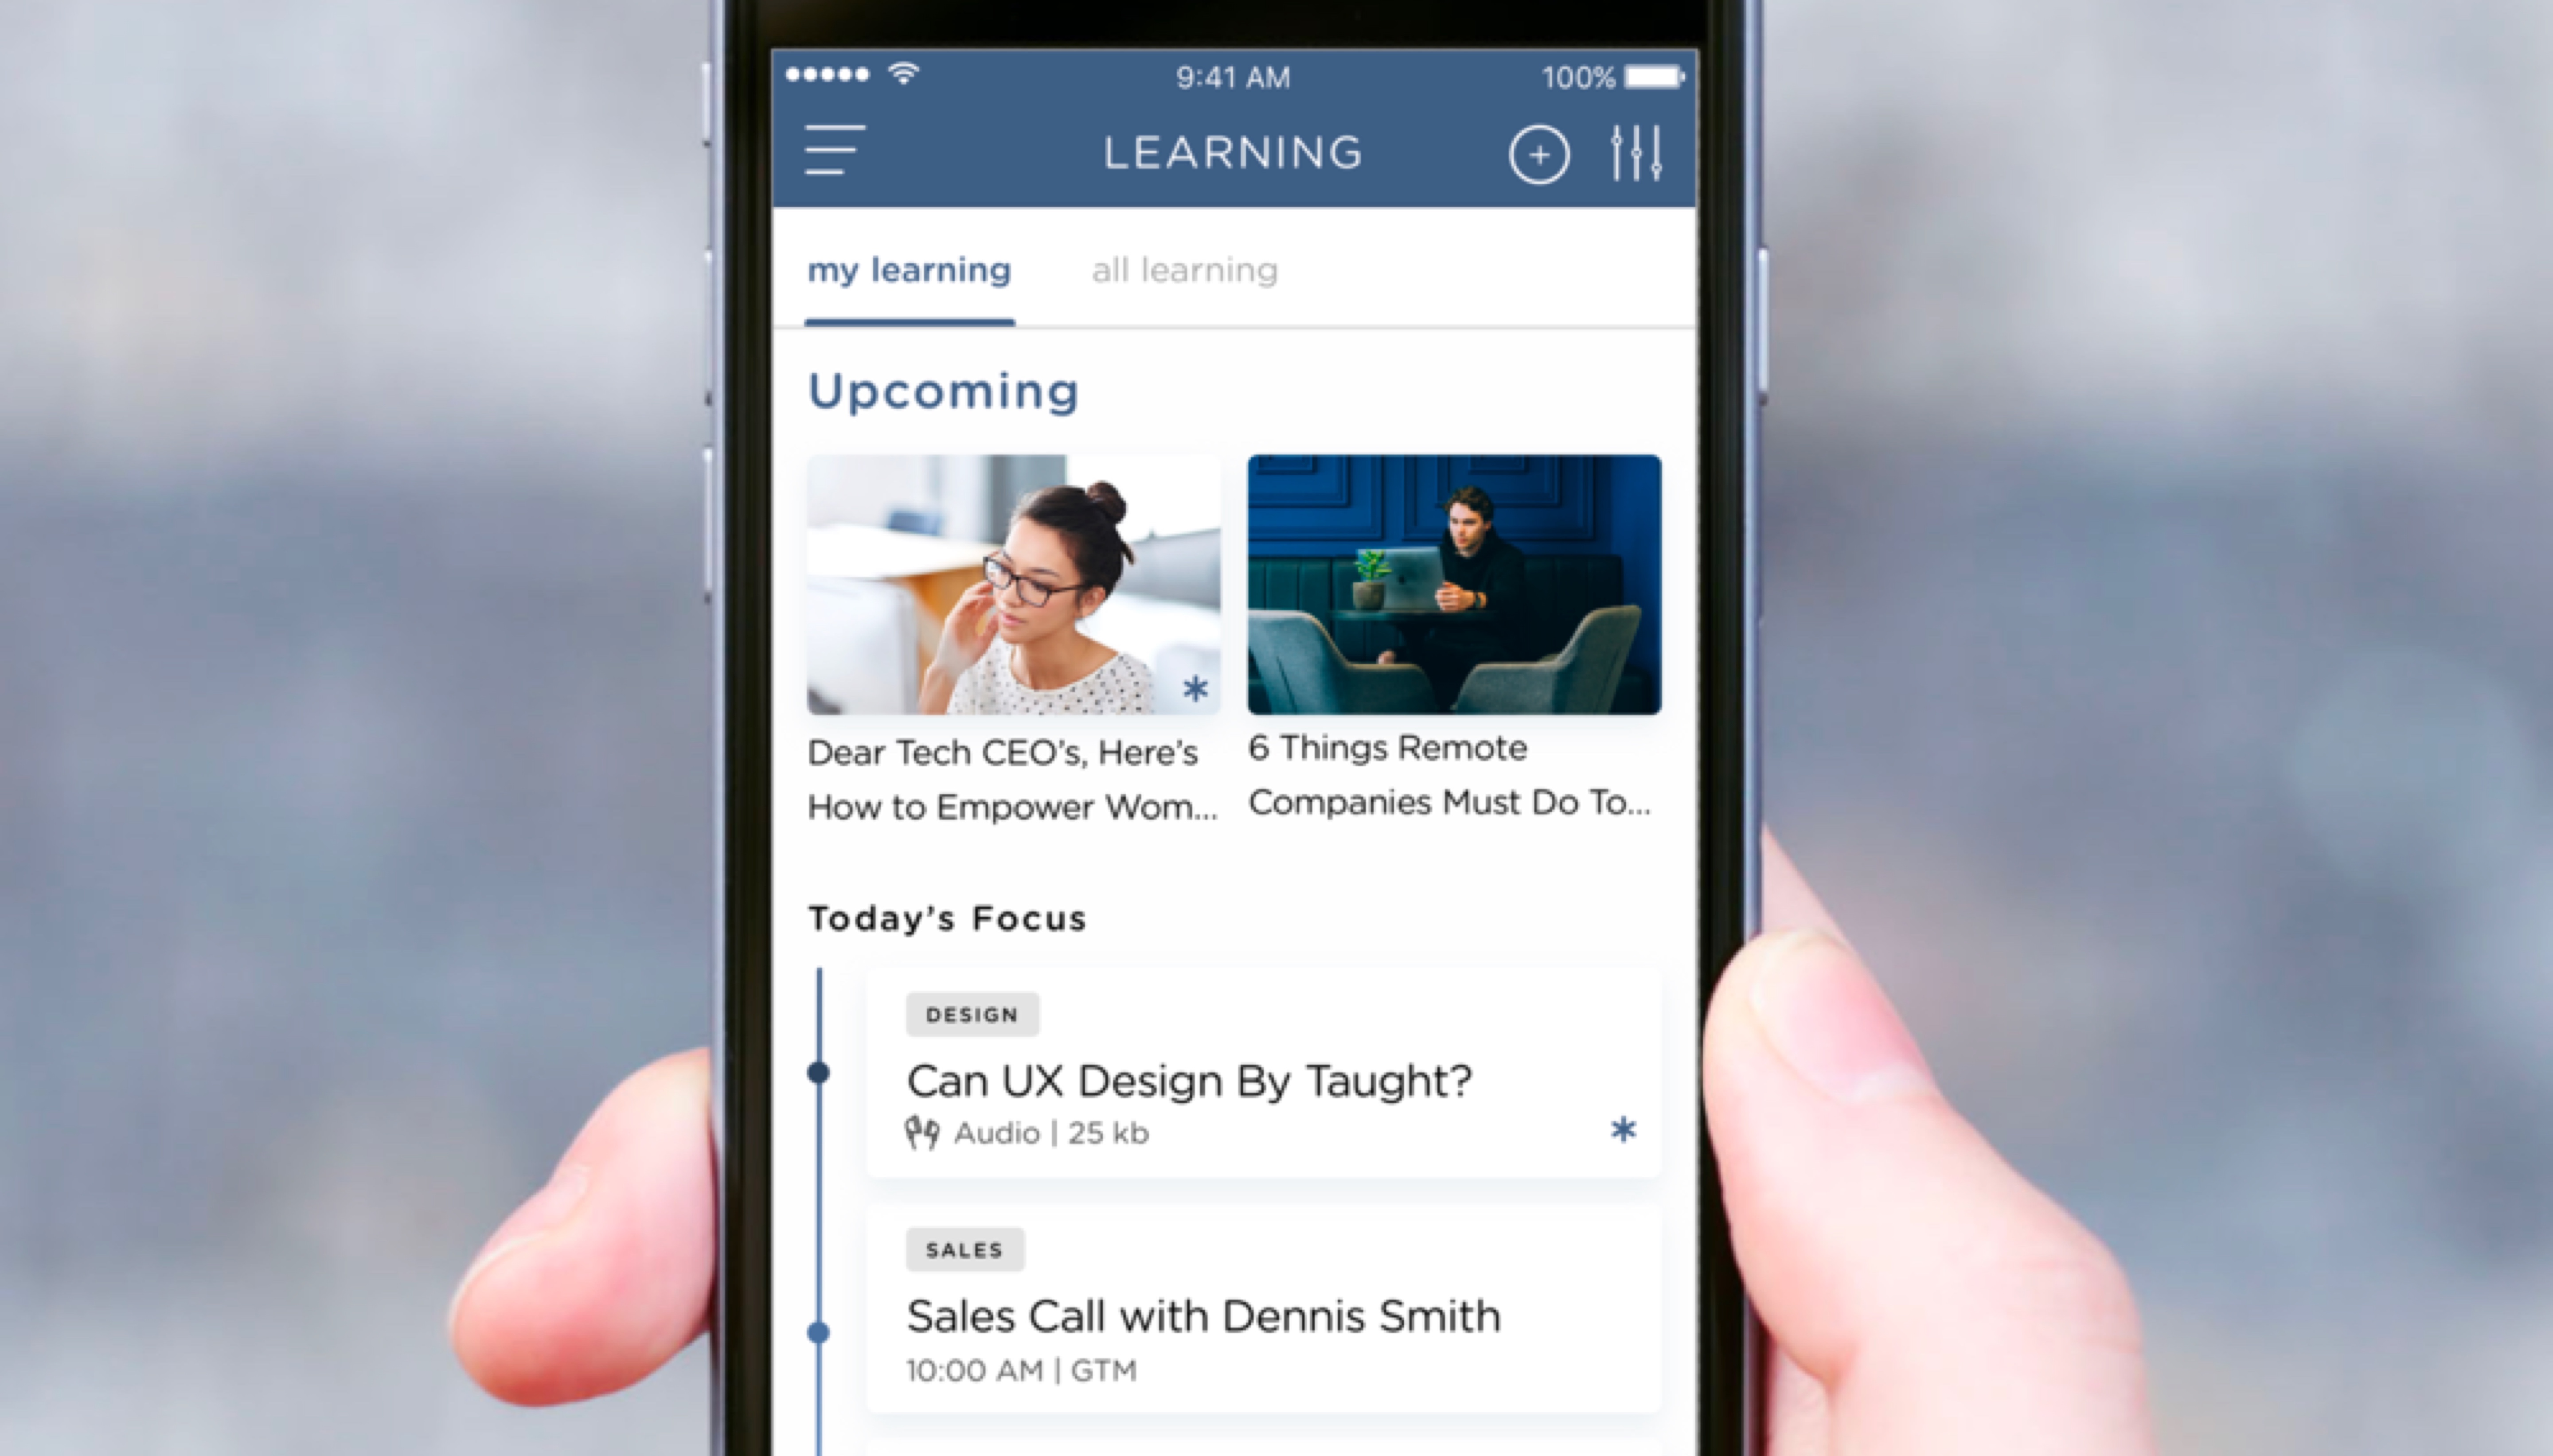 9:41 AM 100%
LEARNING
my learning all learning
Upcoming
Dear Tech CEO's, Here's
How to Empower Wom...
6 Things Remote
Companies Must Do To...
Today's Focus
DESIGN
Can UX Design By Taught?
Audio | 25 kb
SALES
Sales Call with Dennis Smith
10:00 AM | GTM